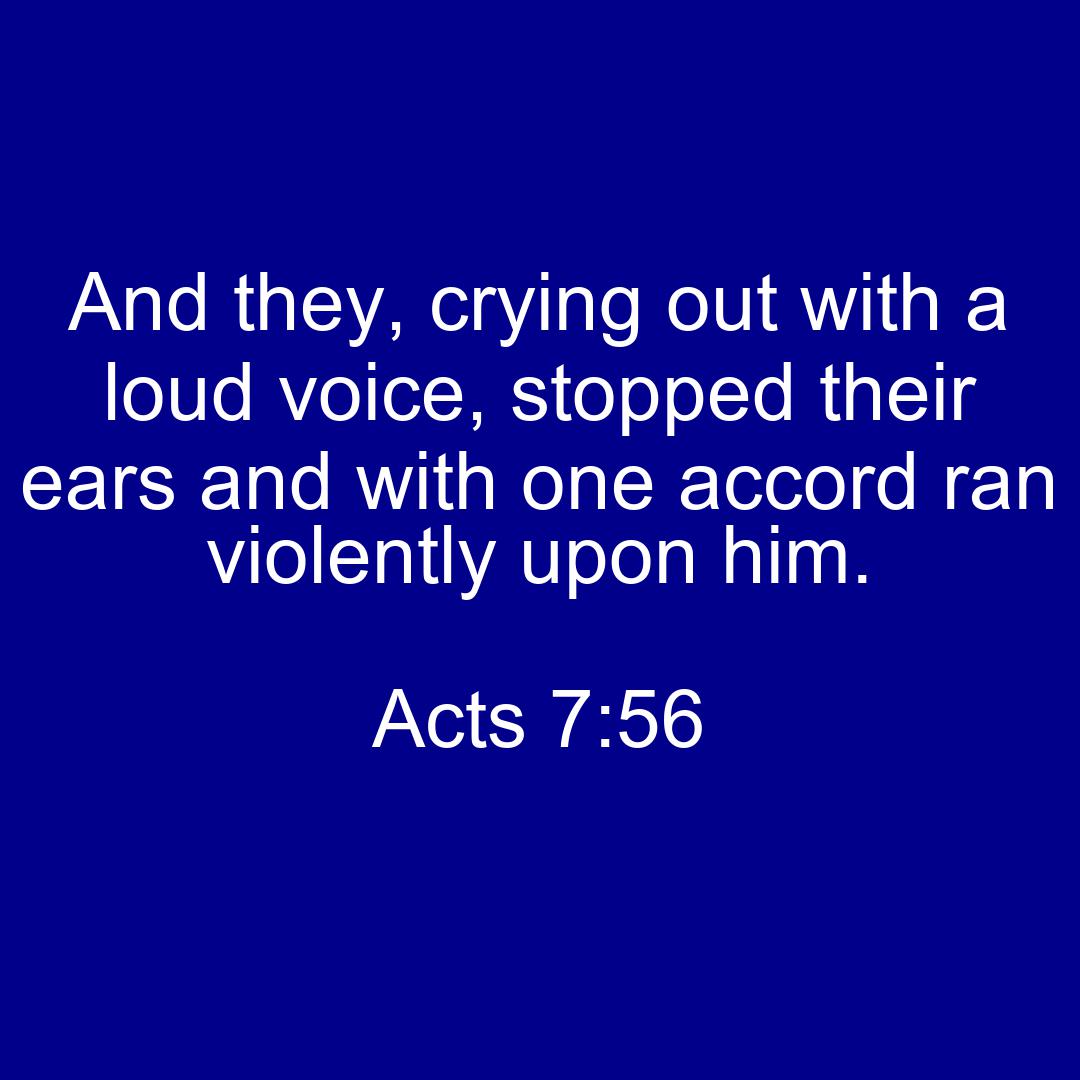 And they, crying out with a
loud voice, stopped their
ears and with one accord ran
violently upon him.
Acts 7:56